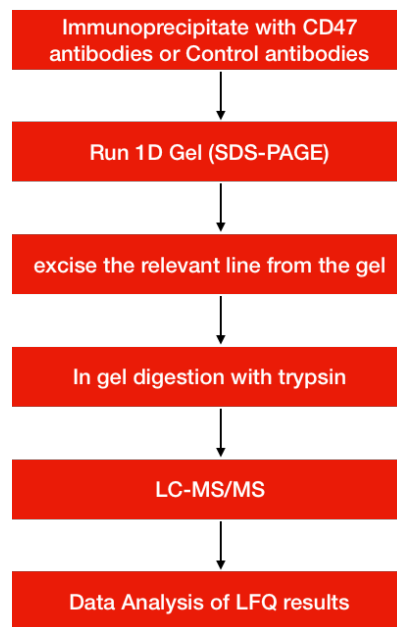 Immunoprecipitate with CD47
antibodies or Control antibodies
Run 1D Gel (SDS-PAGE)
excise the relevant line from the gel
In gel digestion with trypsin
LC-MS/MS
Data Analysis of LFQ results